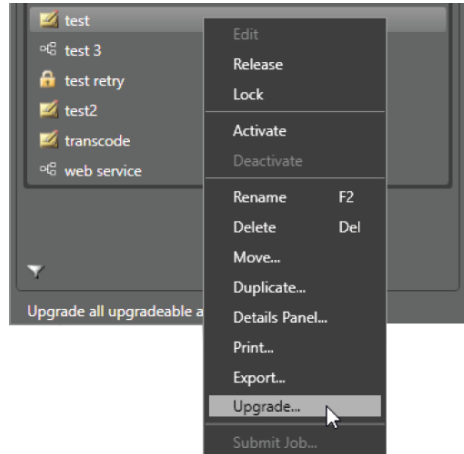 test
test 3
test retry
test2
transcode
web service
Upgrade all upgradeable a
Edit
Release
Lock
Activate
Deactivate
Rename F2
Delete Del
Move...
Duplicate...
Details Panel...
Print...
Export...
Upgrade...
Submit Job...